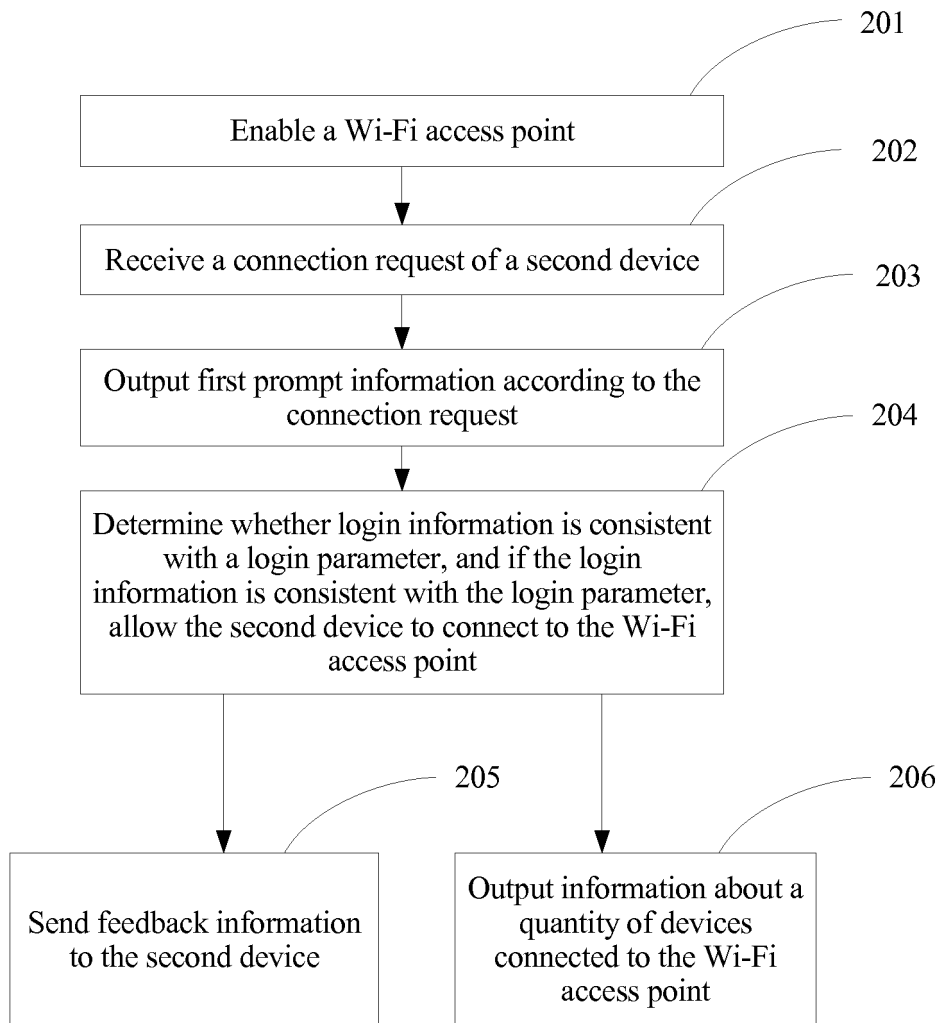 201
Enable a Wi-Fi access point
202
Receive a connection request of a second device
203
Output first prompt information according to the
connection request
204
Determine whether login information is consistent
with a login parameter, and if the login
information is consistent with the login parameter,
allow the second device to connect to the Wi-Fi
access point
205
206
Send feedback information
to the second device
Output information about a
quantity of devices
connected to the Wi-Fi
access point